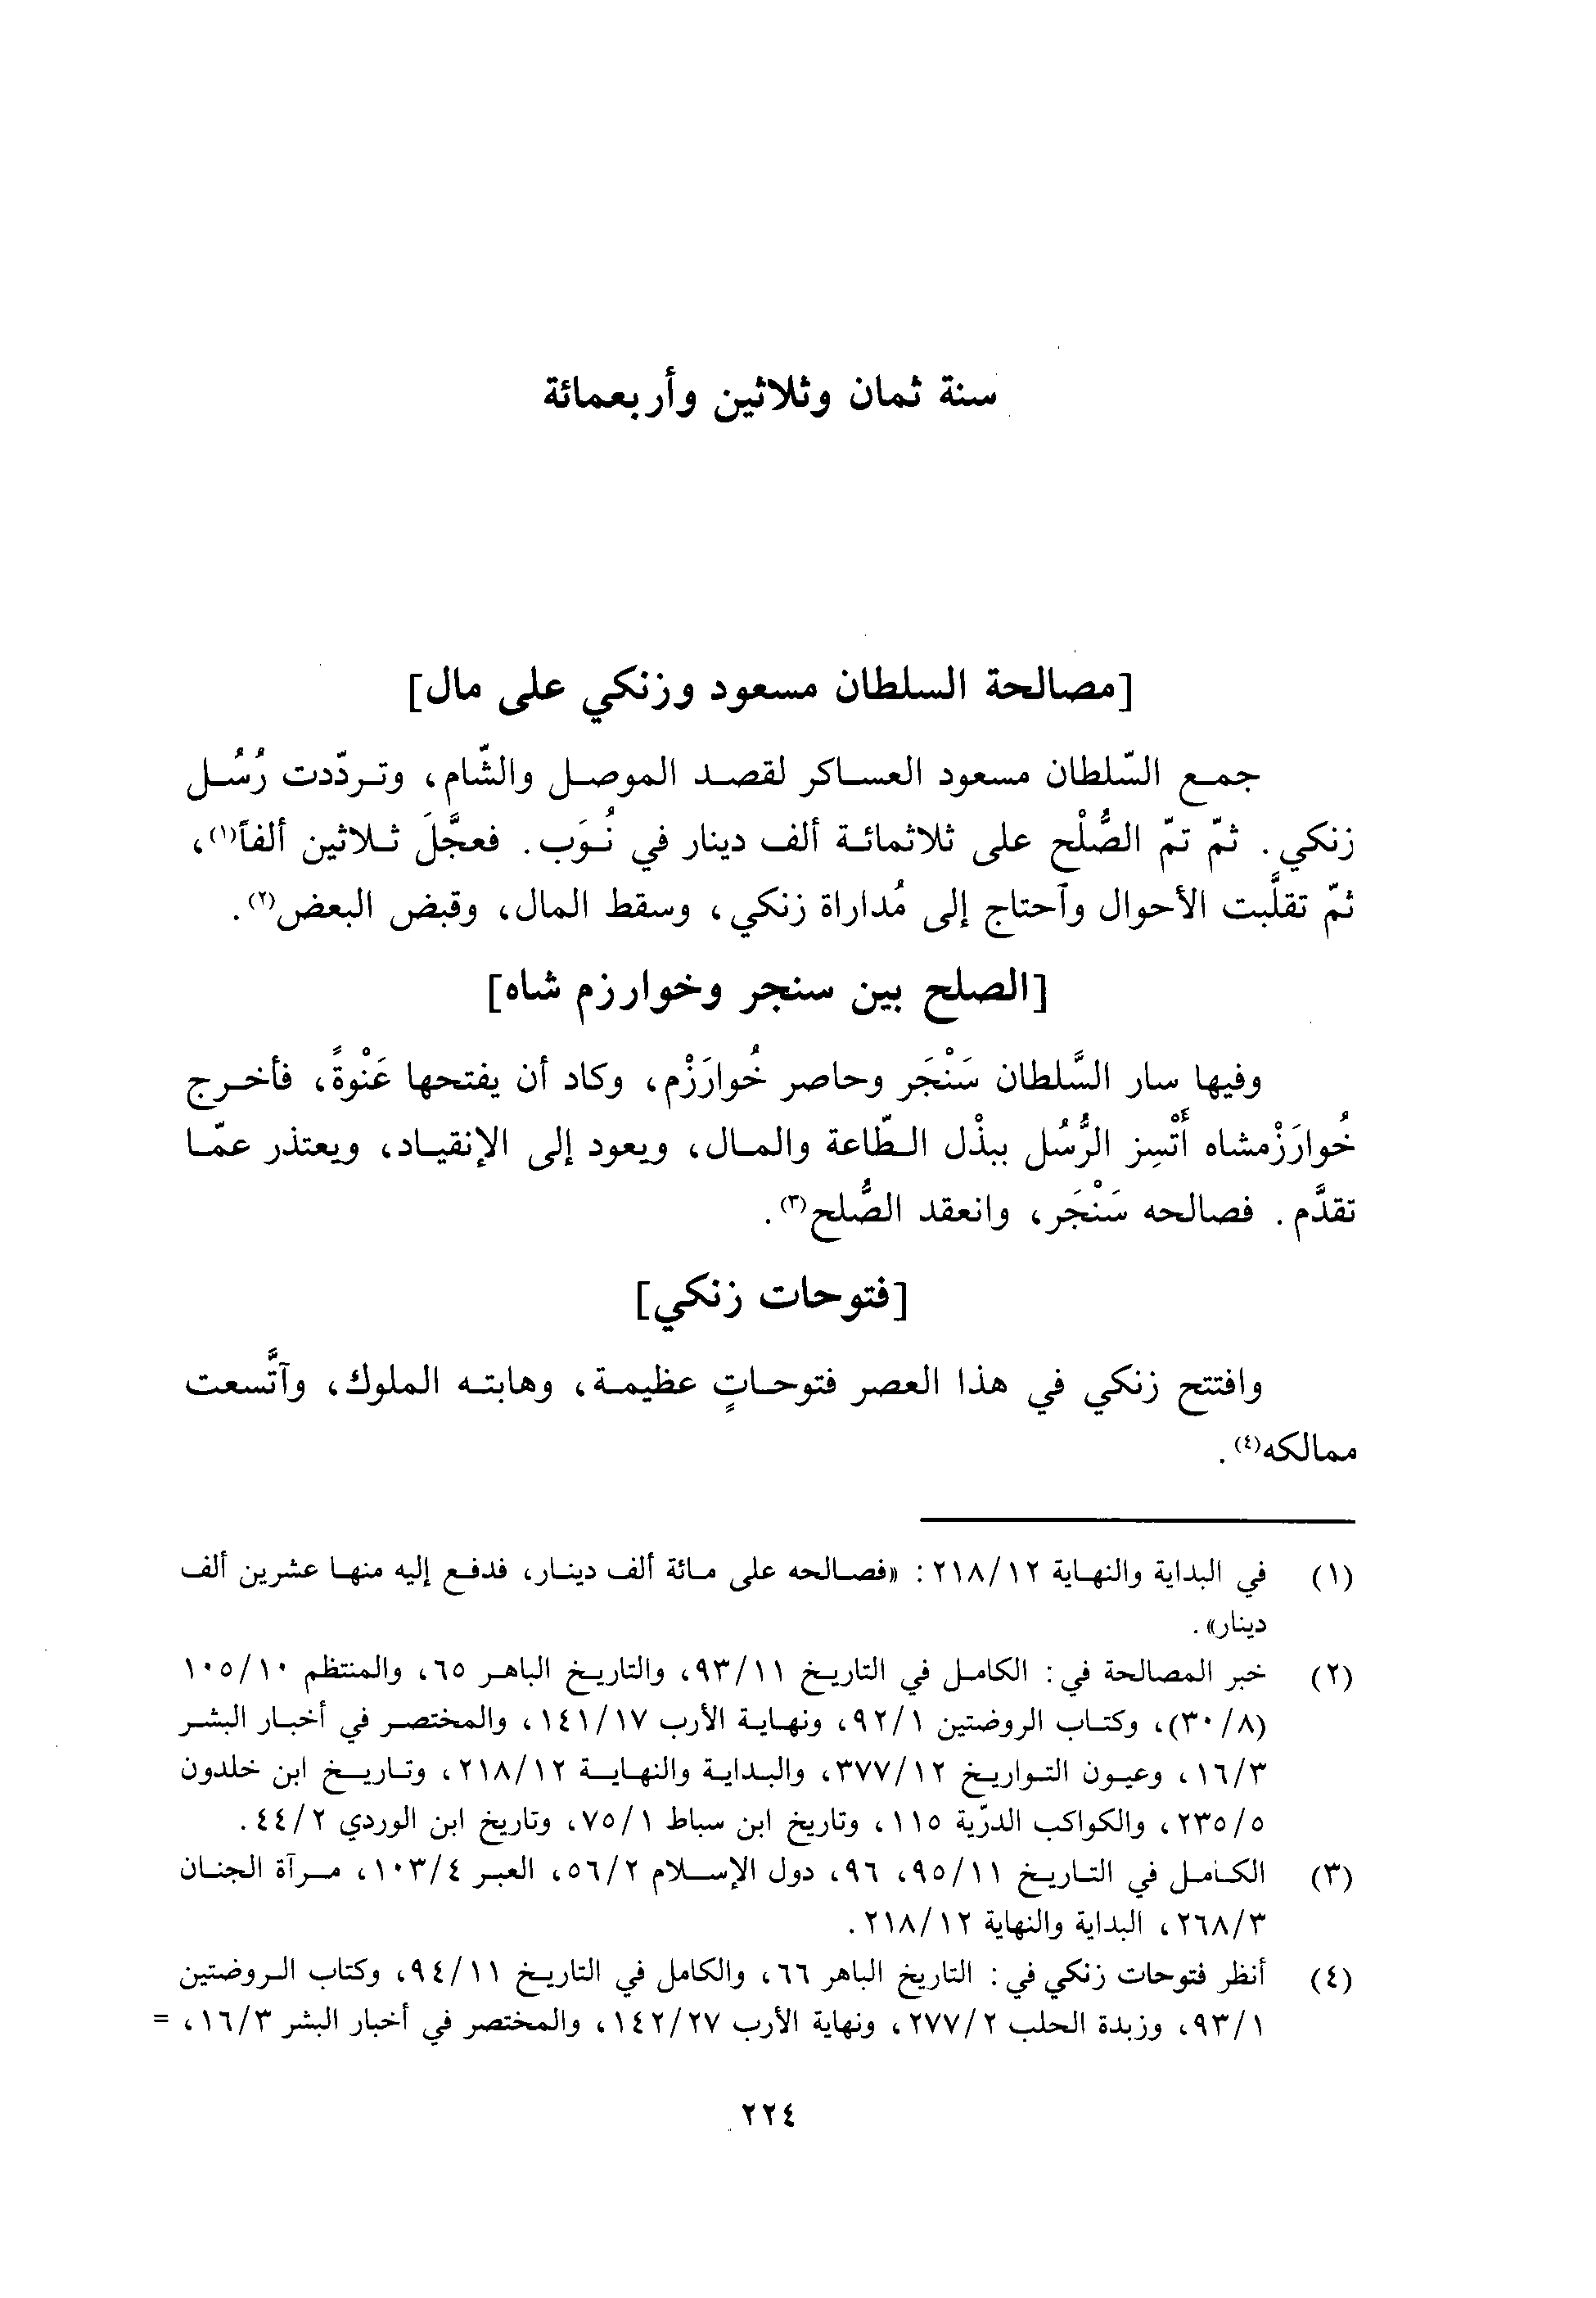 سنة ثمان وثلاثين وأربعمائة
[مصالحة السلطان مسعود وزنكي على مال]
جمع السّلطان مسعود العساكر لقصد الموصل والشّام، وتردّدت رُسُل
زنكي. ثمّ تمّ الصُّلْح على ثلاثمائة ألف دينار في نُوَب. فعجَّلَ ثلاثين ألفاً(١)،
ثمّ تقلَّبت الأحوال وآحتاج إلى مُداراة زنكي، وسقط المال، وقبض البعض(٢).
[الصلح بين سنجر وخوارزم شاه]
وفيها سار السَّلطان سَنْجَر وحاصر خُوارَزْم، وكاد أن يفتحها عَنْوةً، فأخرج
خُوارَزْمشاه أَتْسِز الرُّسُل ببذْل الطّاعة والمال، ويعود إلى الإنقياد، ويعتذر عمّا
تقدَّم. فصالحه سَنْجَر، وانعقد الصُّلح(٣).
[فتوحات زنكي]
وافتتح زنكي في هذا العصر فتوحاتٍ عظيمة، وهابته الملوك، وآتَّسعت
ممالكه(٤).
(١) في البداية والنهاية ٢١٨/١٢: «فصالحه على مائة ألف دينار، فدفع إليه منها عشرين ألف
دينار».
(٢) خبر المصالحة في: الكامل في التاريخ ٩٣/١١، والتاريخ الباهر ٦٥، والمنتظم ١٠٥/١٠
(٣٠/٨)، وكتاب الروضتين ٩٢/١، ونهاية الأرب ١٤١/١٧، والمختصر في أخبار البشر
١٦/٣، وعيون التواريخ ٣٧٧/١٢، والبداية والنهاية ٢١٨/١٢، وتاريخ ابن خلدون
٢٣٥/٥، والكواكب الدرّية ١١٥، وتاريخ ابن سباط ٧٥/١، وتاريخ ابن الوردي ٤٤/٢.
(٣) الكامل في التاريخ ٩٥/١١، ٩٦، دول الإسلام ٥٦/٢، العبر ١٠٣/٤، مرآة الجنان
٢٦٨/٣، البداية والنهاية ٢١٨/١٢.
(٤) أنظر فتوحات زنكي في: التاريخ الباهر ٦٦، والكامل في التاريخ ٩٤/١١، وكتاب الروضتين
٩٣/١، وزبدة الحلب ٢٧٧/٢، ونهاية الأرب ١٤٢/٢٧، والمختصر في أخبار البشر ١٦/٣، =
٢٢٤